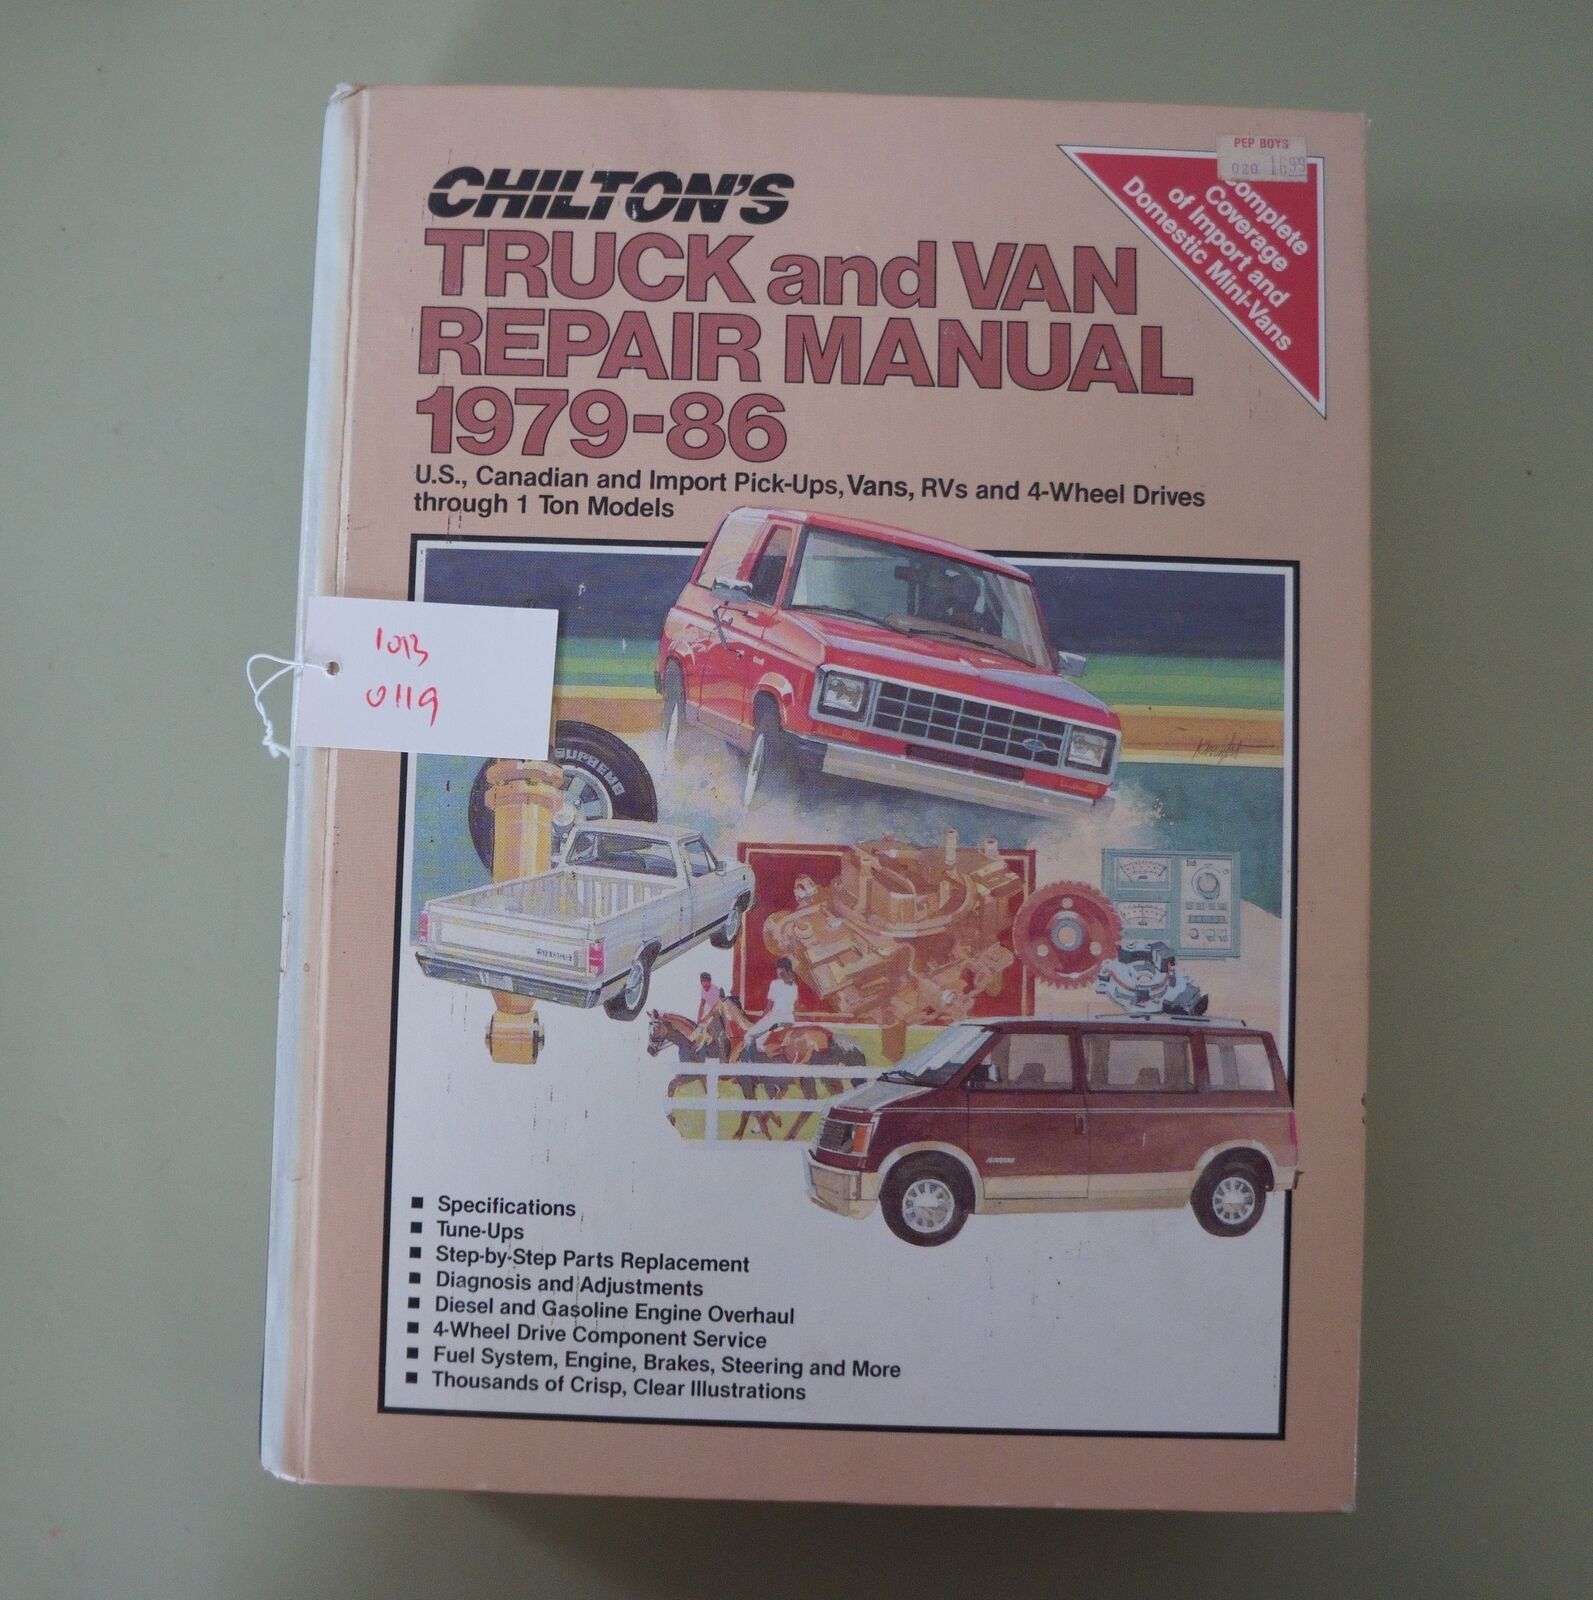 CHILTON'S
TRUCK and VAN
REPAIR MANUAL
1979-86
U.S., Canadian and Import Pick-Ups, Vans, RVs and 4-Wheel Drives
through 1 Ton Models
PEP BOYS
020 16 99
Complete
Coverage
of Import and
Domestic Mini-Vans
0119
SUPREMO
■ Specifications
■ Tune-Ups
■ Step-by-Step Parts Replacement
■ Diagnosis and Adjustments
■ Diesel and Gasoline Engine Overhaul
■ 4-Wheel Drive Component Service
■ Fuel System, Engine, Brakes, Steering and More
■ Thousands of Crisp, Clear Illustrations